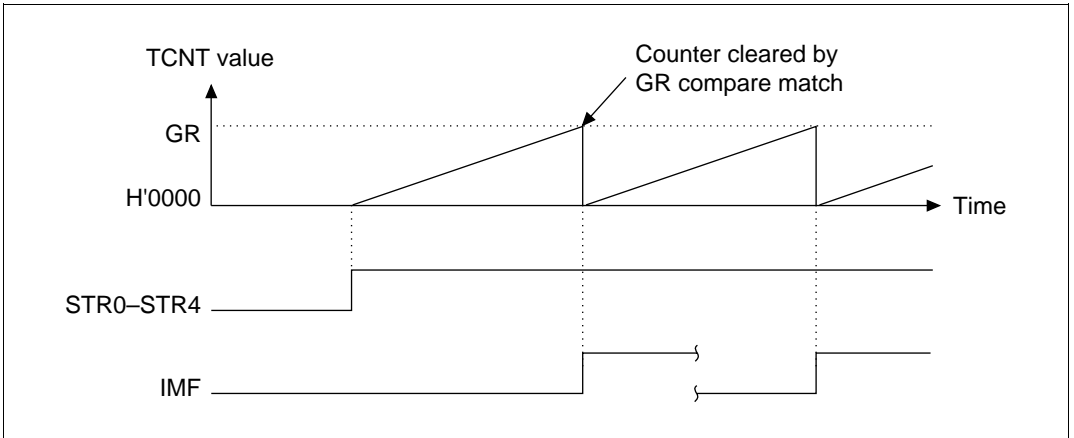 TCNT value
Counter cleared by
GR compare match
GR
H'0000
Time
STR0–STR4
IMF